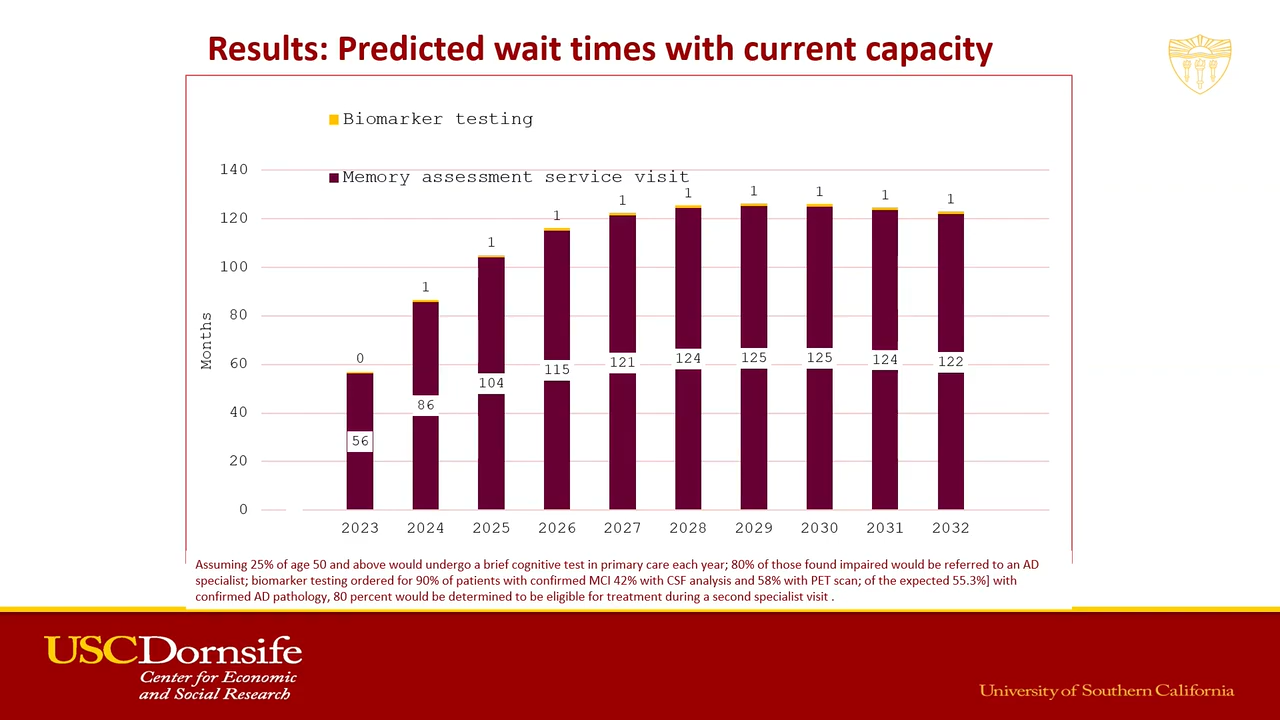 Results: Predicted wait times with current capacity
Biomarker testing
Memory assessment service visit
Months
140
120
100
80
60
40
20
0
0
1
1
1
1
1
1
1
1
1
56
86
104
115
121
124
125
125
124
122
2023 2024 2025 2026 2027 2028 2029 2030 2031 2032
Assuming 25% of age 50 and above would undergo a brief cognitive test in primary care each year; 80% of those found impaired would be referred to an AD
specialist; biomarker testing ordered for 90% of patients with confirmed MCI 42% with CSF analysis and 58% with PET scan; of the expected 55.3%] with
confirmed AD pathology, 80 percent would be determined to be eligible for treatment during a second specialist visit .
USCDornsife
Center for Economic
and Social Research
University of Southern California